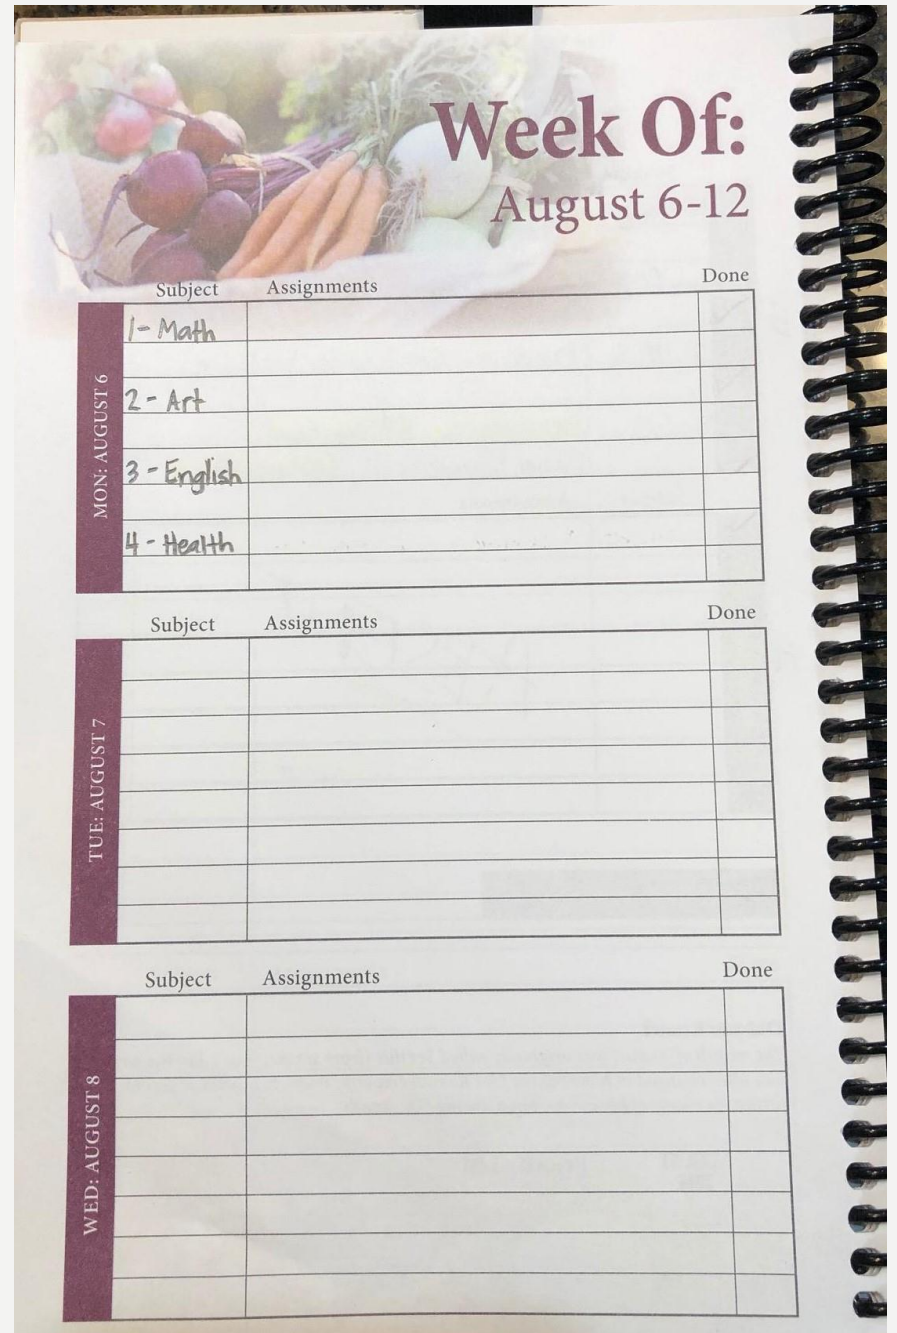 Week Of:
August 6-12
Subject Assignments Done
MON: AUGUST 6
1- Math
2 - Art
3 - English
4 - Health
Subject Assignments Done
TUE: AUGUST 7
Subject Assignments Done
WED: AUGUST 8